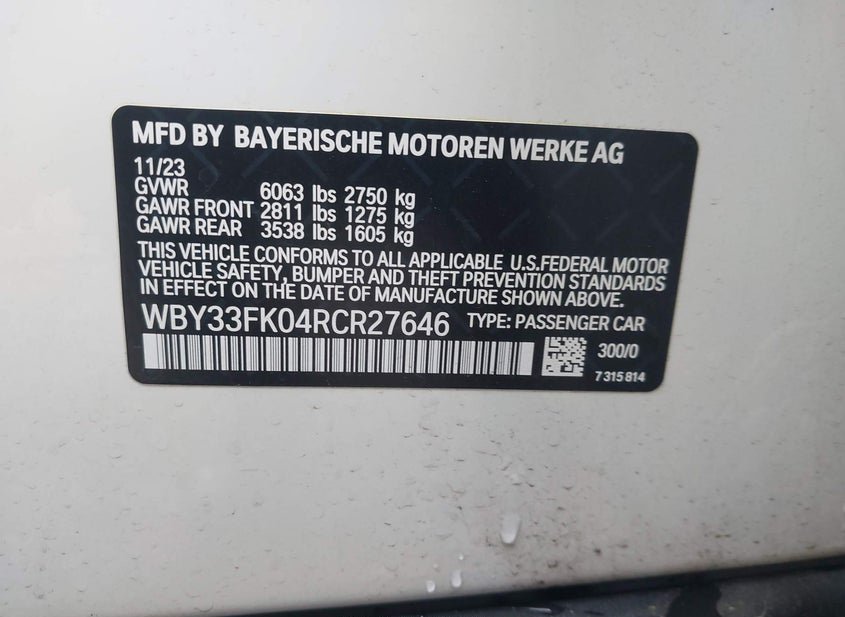 MFD BY BAYERISCHE MOTOREN WERKE AG
11/23
GVWR 6063 lbs 2750 kg
GAWR FRONT 2811 lbs 1275 kg
GAWR REAR 3538 lbs 1605 kg
THIS VEHICLE CONFORMS TO ALL APPLICABLE U.S.FEDERAL MOTOR
VEHICLE SAFETY, BUMPER AND THEFT PREVENTION STANDARDS
IN EFFECT ON THE DATE OF MANUFACTURE SHOWN ABOVE.
WBY33FK04RCR27646 TYPE: PASSENGER CAR
300/0
7 315 814